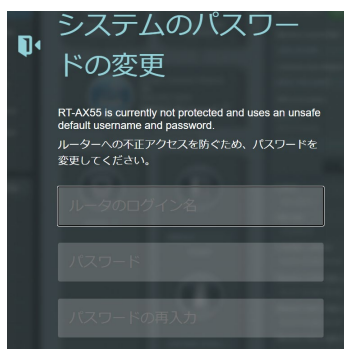 システムのパスワー
ドの変更
RT-AX55 is currently not protected and uses an unsafe
default username and password.
ルーターへの不正アクセスを防ぐため、パスワードを
変更してください。
ルータのログイン名
パスワード
パスワードの再入力